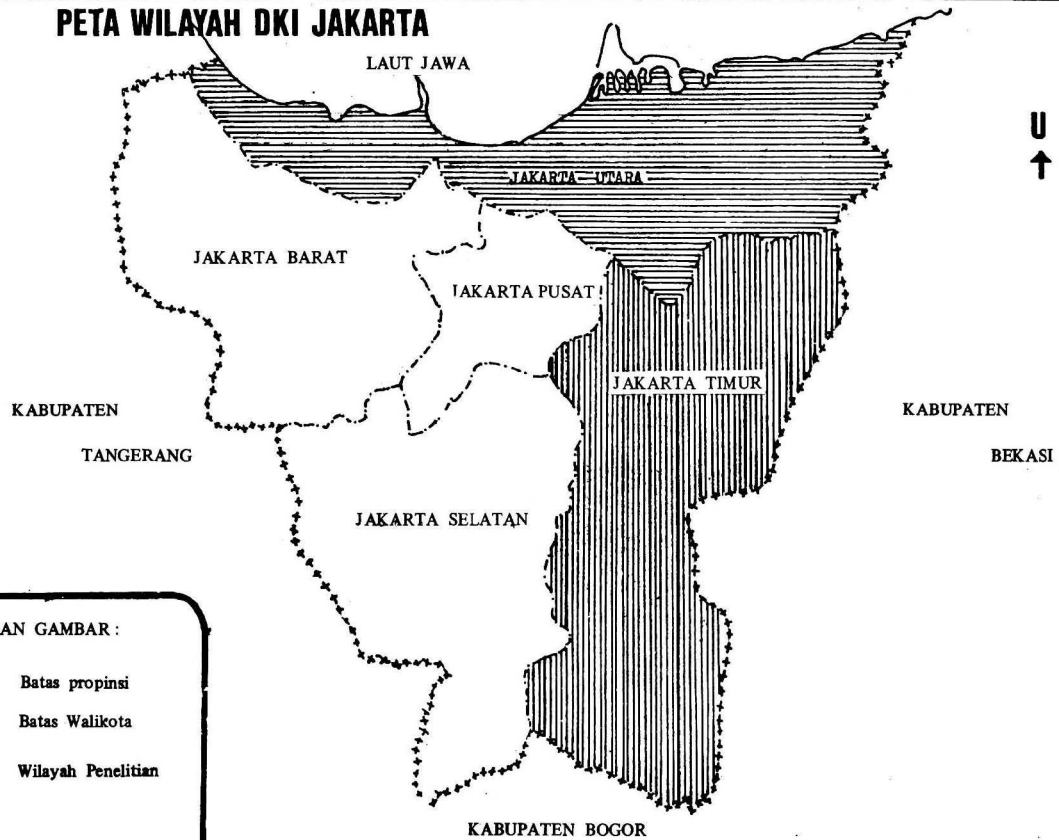 PETA WILAYAH DKI JAKARTA
LAUT JAWA
U
JAKARTA UTARA
JAKARTA BARAT
JAKARTA PUSAT
JAKARTA TIMUR
KABUPATEN
TANGERANG
KABUPATEN
BEKASI
JAKARTA SELATAN
AN GAMBAR :
Batas propinsi
Batas Walikota
Wilayah Penelitian
KABUPATEN BOGOR